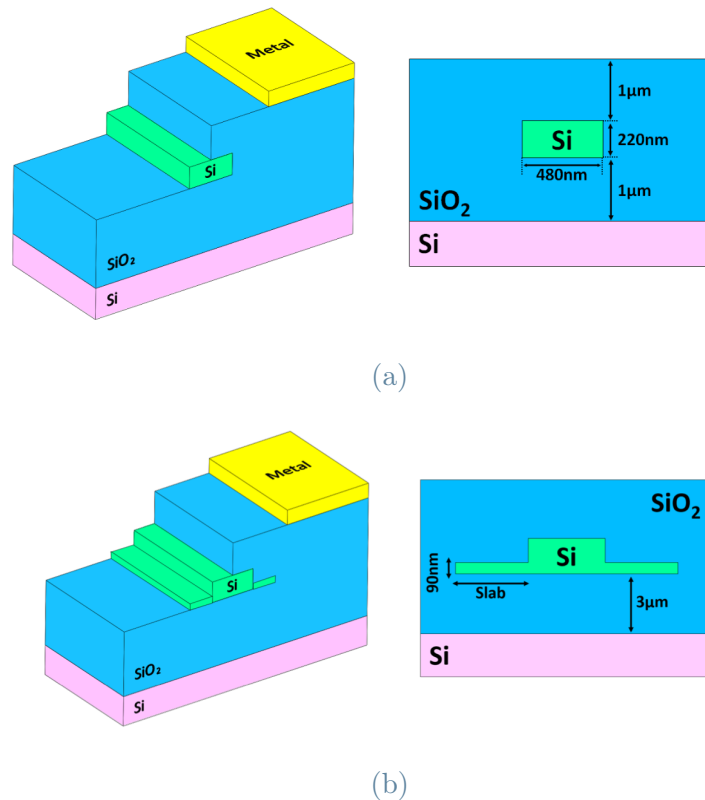 Metal
Si
SiO₂
Si
1μm
Si
220nm
480nm
1μm
SiO₂
Si
(a)
Metal
Si
SiO₂
Si
SiO₂
Si
90nm
Slab
3μm
Si
(b)